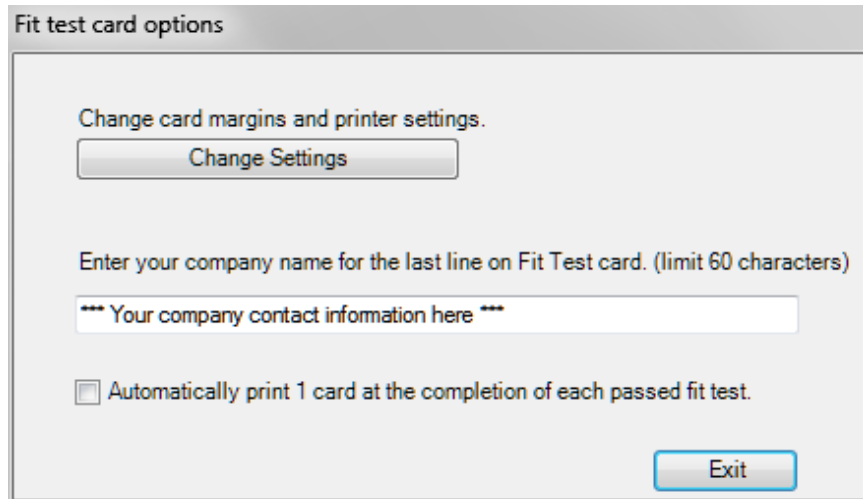 Fit test card options
Change card margins and printer settings.
Change Settings
Enter your company name for the last line on Fit Test card. (limit 60 characters)
*** Your company contact information here ***
Automatically print 1 card at the completion of each passed fit test.
Exit